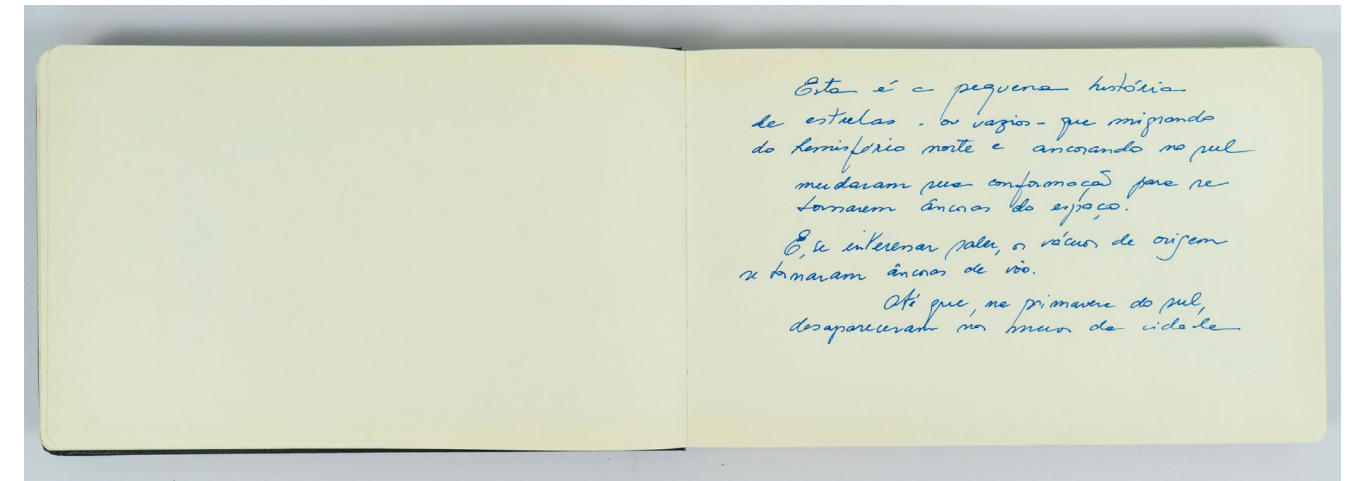 Esta é a pequena história
de estrelas - ou vazios - que migrando
do hemisfério norte e ancorando no sul
mudaram sua conformação para se
tornarem âncoras do espaço.
E, se interessar saber, os vácuos de origem
se tornaram âncoras de vôo.
Até que, na primavera do sul,
desapareceram nos muros da cidade